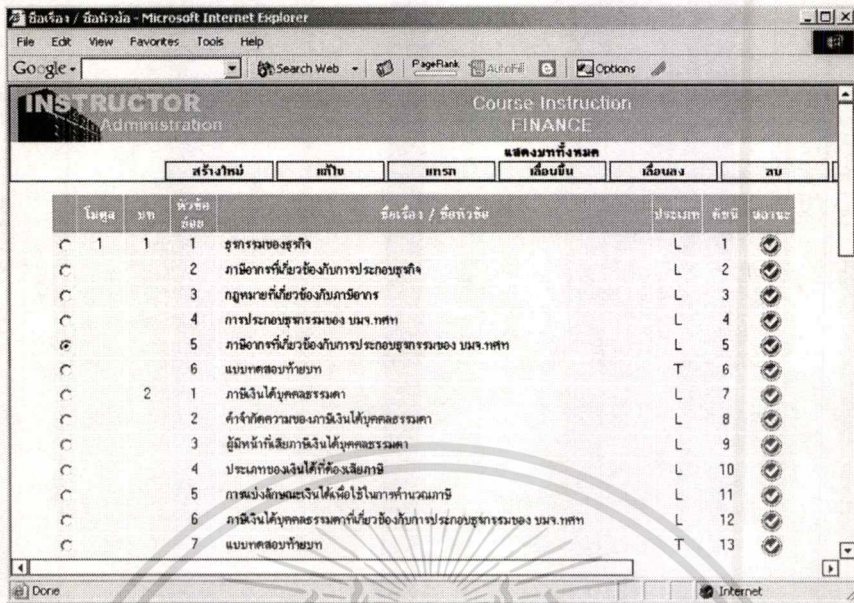 ชื่อเรื่อง / ชื่อหัวข้อ - Microsoft Internet Explorer
File Edit View Favorites Tools Help
Google Search Web PageRank AutoFill Options
INSTRUCTOR Course Instruction
Administration FINANCE
แสดงบททั้งหมด
สร้างใหม่ แก้ไข แทรก เลื่อนขึ้น เลื่อนลง ลบ
โมดูล บท หัวข้อย่อย ชื่อเรื่อง / ชื่อหัวข้อ ประเภท ดัชนี สถานะ
1 1 1 ธุรกรรมของธุรกิจ L 1
2 ภาษีอากรที่เกี่ยวข้องกับการประกอบธุรกิจ L 2
3 กฎหมายที่เกี่ยวข้องกับภาษีอากร L 3
4 การประกอบธุรกรรมของ บมจ.ทศท L 4
5 ภาษีอากรที่เกี่ยวข้องกับการประกอบธุรกรรมของ บมจ.ทศท L 5
6 แบบทดสอบท้ายบท T 6
2 1 ภาษีเงินได้บุคคลธรรมดา L 7
2 คำจำกัดความของภาษีเงินได้บุคคลธรรมดา L 8
3 ผู้มีหน้าที่เสียภาษีเงินได้บุคคลธรรมดา L 9
4 ประเภทของเงินได้ที่ต้องเสียภาษี L 10
5 การแบ่งลักษณะเงินได้เพื่อใช้ในการคำนวณภาษี L 11
6 ภาษีเงินได้บุคคลธรรมดาที่เกี่ยวข้องกับการประกอบธุรกรรมของ บมจ.ทศท L 12
7 แบบทดสอบท้ายบท T 13
Done Internet